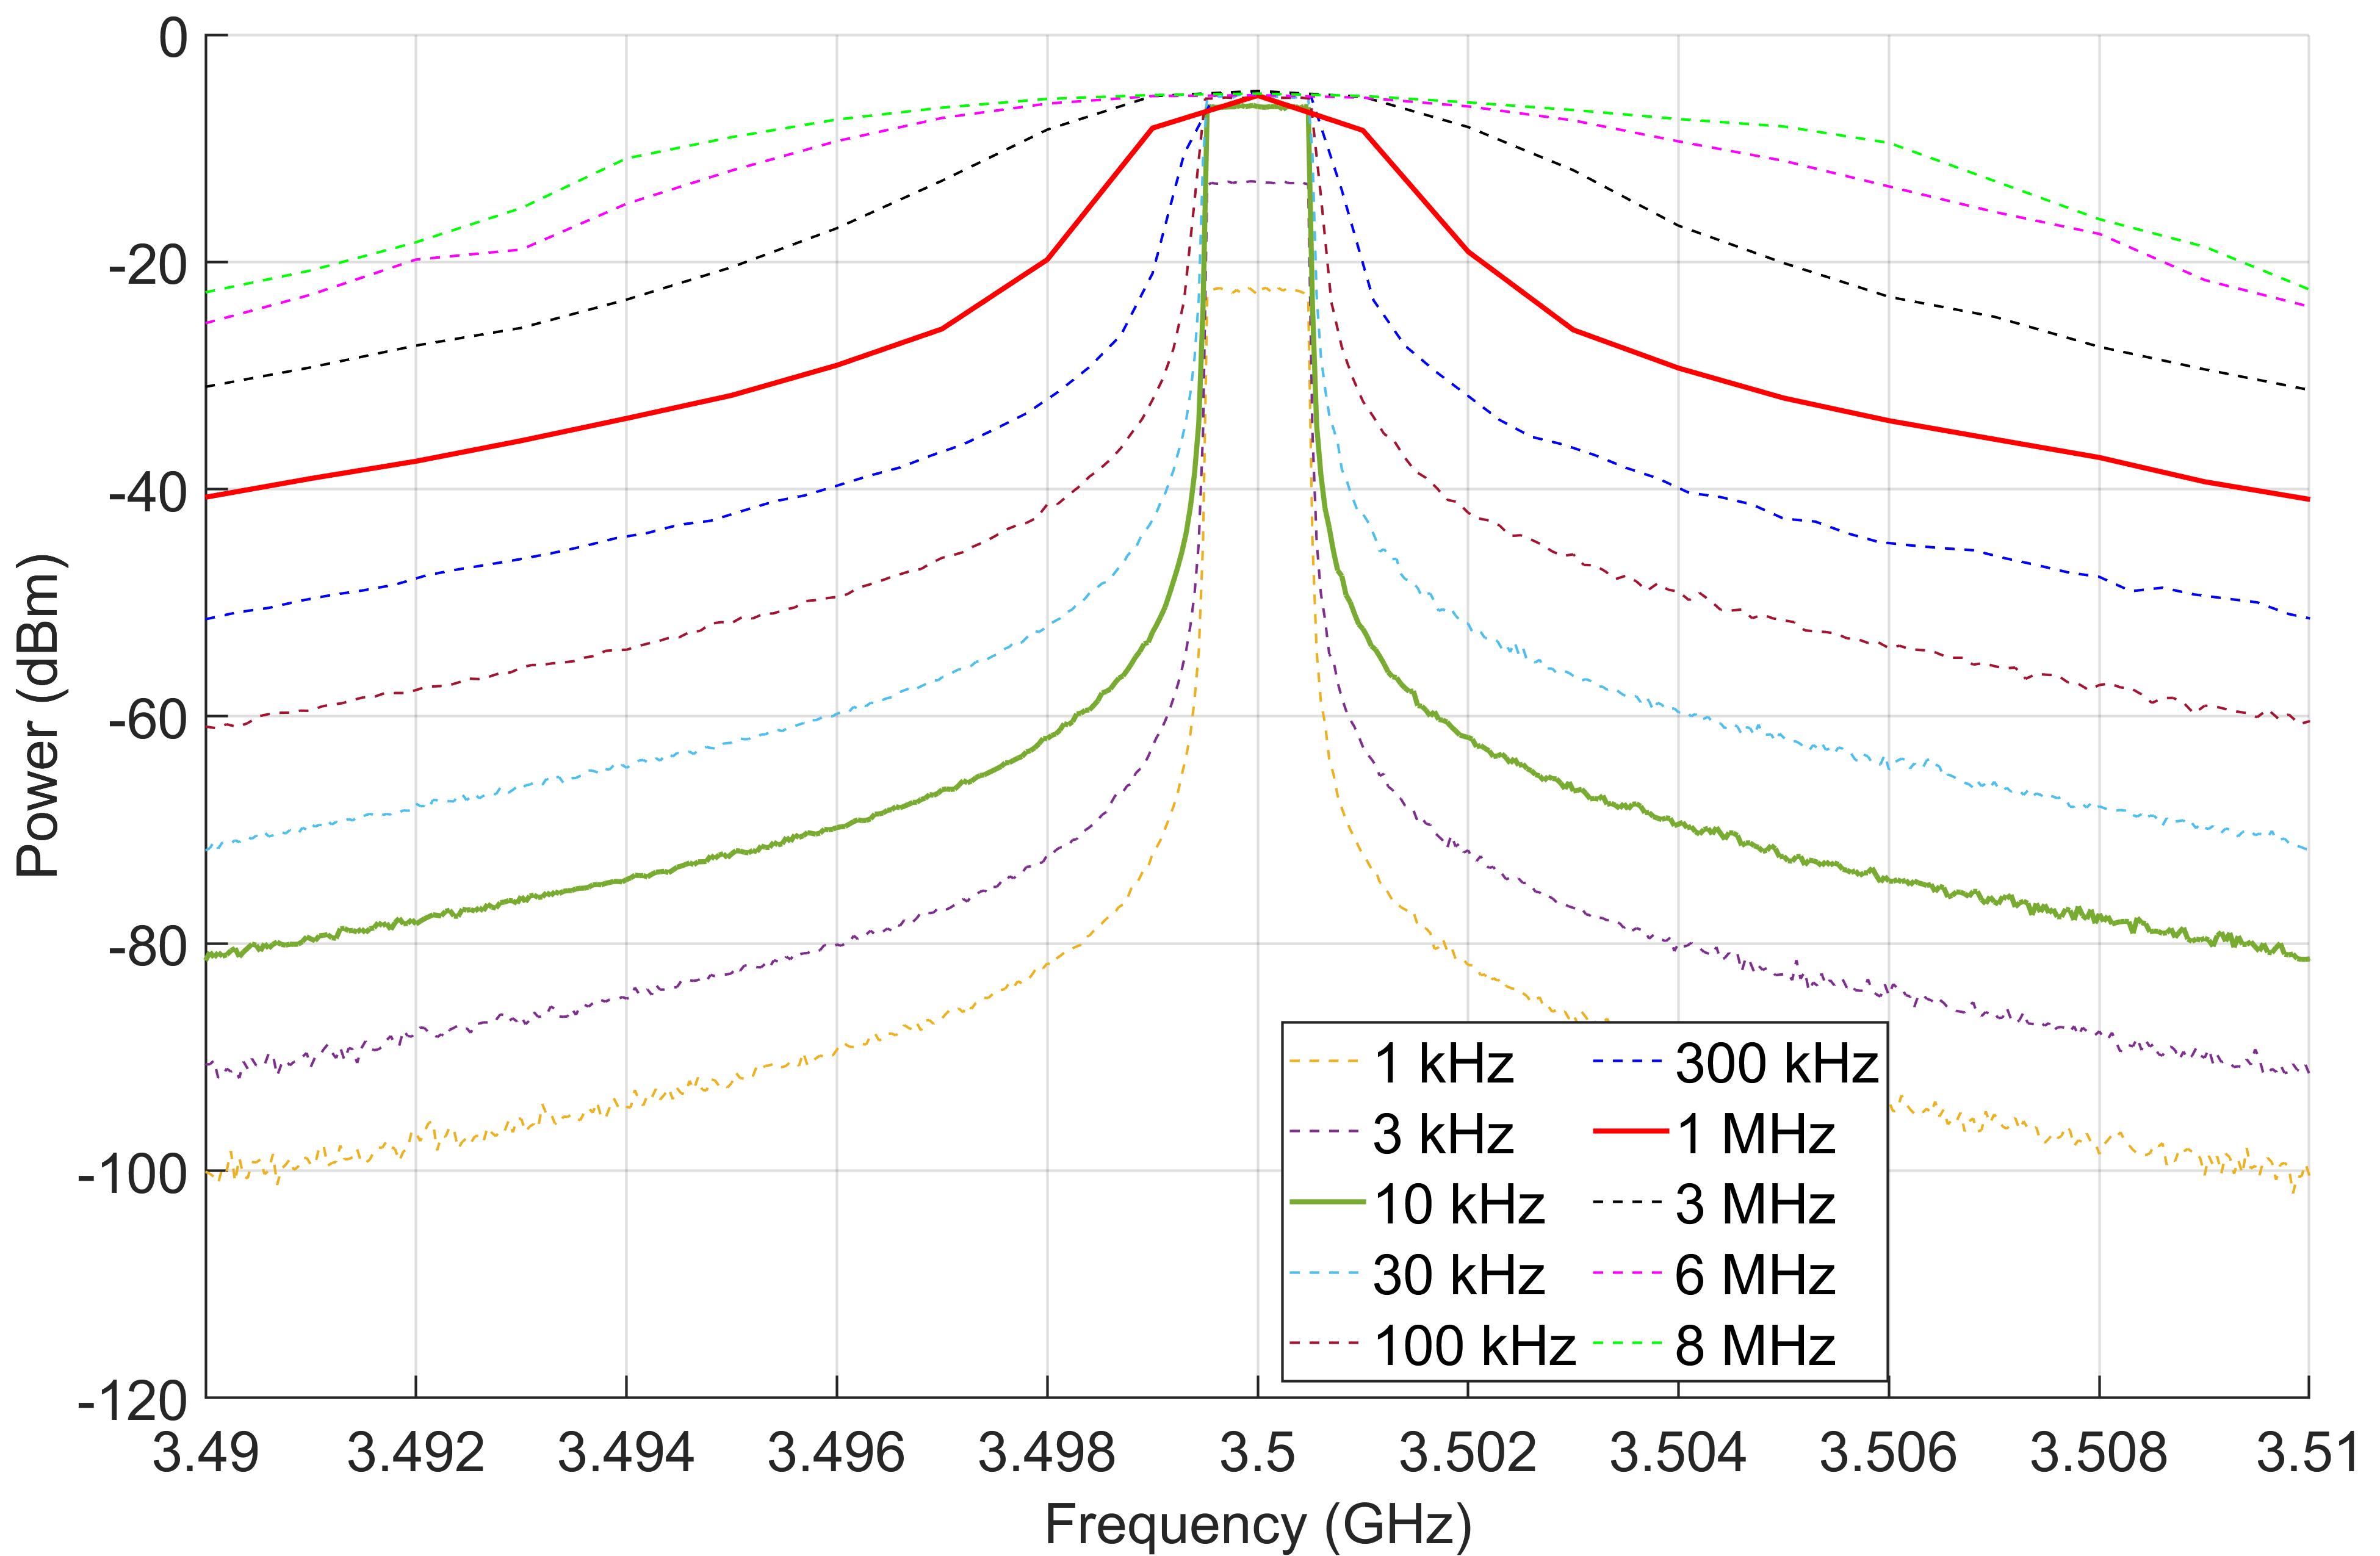 0
-20
-40
-60
-80
-100
-120
Power (dBm)
3.49 3.492 3.494 3.496 3.498 3.5 3.502 3.504 3.506 3.508 3.51
Frequency (GHz)
1 kHz 300 kHz
3 kHz 1 MHz
10 kHz 3 MHz
30 kHz 6 MHz
100 kHz 8 MHz